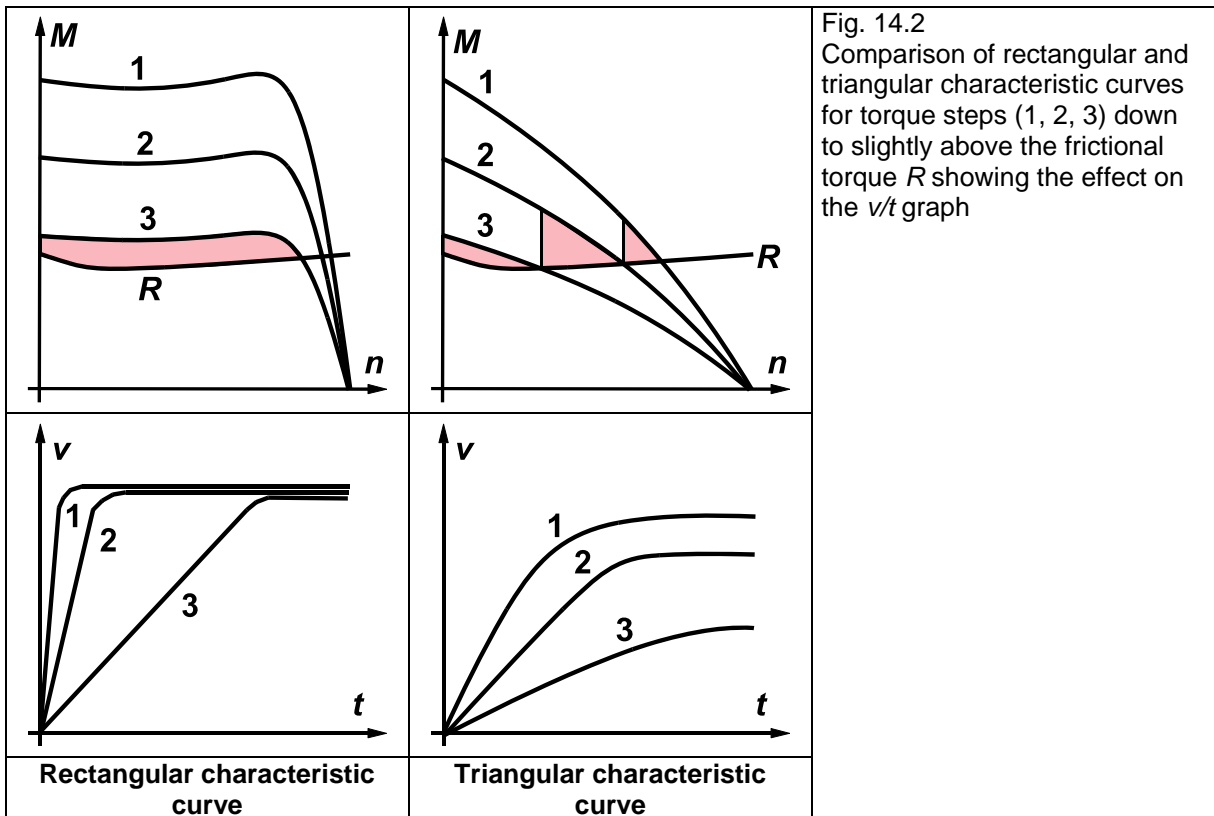 M
1
2
3
R
n
M
1
2
3
R
n
Fig. 14.2
Comparison of rectangular and
triangular characteristic curves
for torque steps (1, 2, 3) down
to slightly above the frictional
torque R showing the effect on
the v/t graph
v
1
2
3
t
v
1
2
3
t
Rectangular characteristic
curve
Triangular characteristic
curve